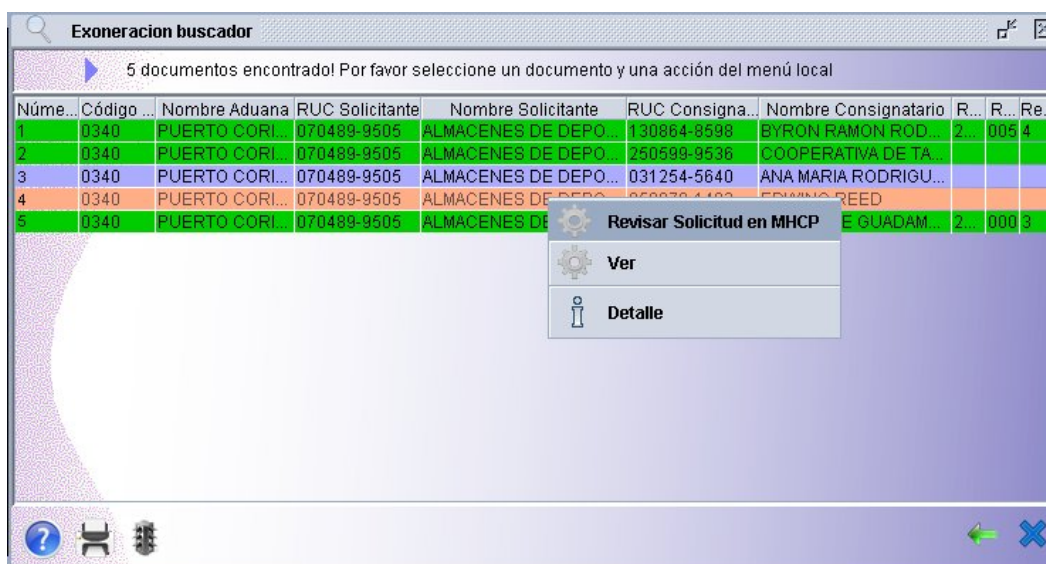 Exoneracion buscador
5 documentos encontrado! Por favor seleccione un documento y una acción del menú local
Núme... Código ... Nombre Aduana RUC Solicitante Nombre Solicitante RUC Consigna... Nombre Consignatario R... R... Re.
1 0340 PUERTO CORI... 070489-9505 ALMACENES DE DEPO... 130864-8598 BYRON RAMON ROD... 2... 005 4
2 0340 PUERTO CORI... 070489-9505 ALMACENES DE DEPO... 250599-9536 COOPERATIVA DE TA...
3 0340 PUERTO CORI... 070489-9505 ALMACENES DE DEPO... 031254-5640 ANA MARIA RODRIGU...
4 0340 PUERTO CORI... 070489-9505 ALMACENES DE DEPO... REED
5 0340 PUERTO CORI... 070489-9505 ALMACENES DE E GUADAM... 2... 000 3
Revisar Solicitud en MHCP
Ver
Detalle